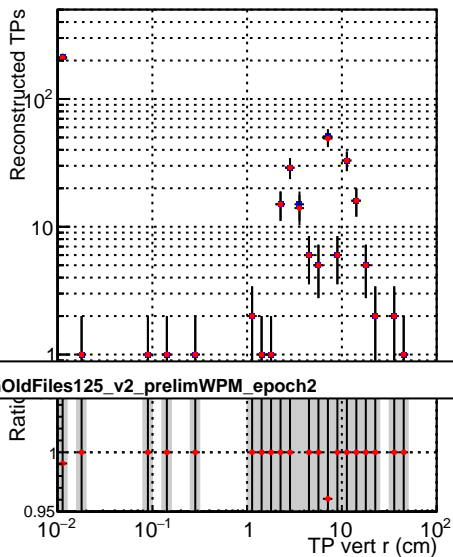 Reconstructed TPs
10²
10
1
OldFiles125_v2_prelimWPM_epoch2
Ratio
1
0.95
10⁻² 10⁻¹ 1 10 10²
TP vert r (cm)